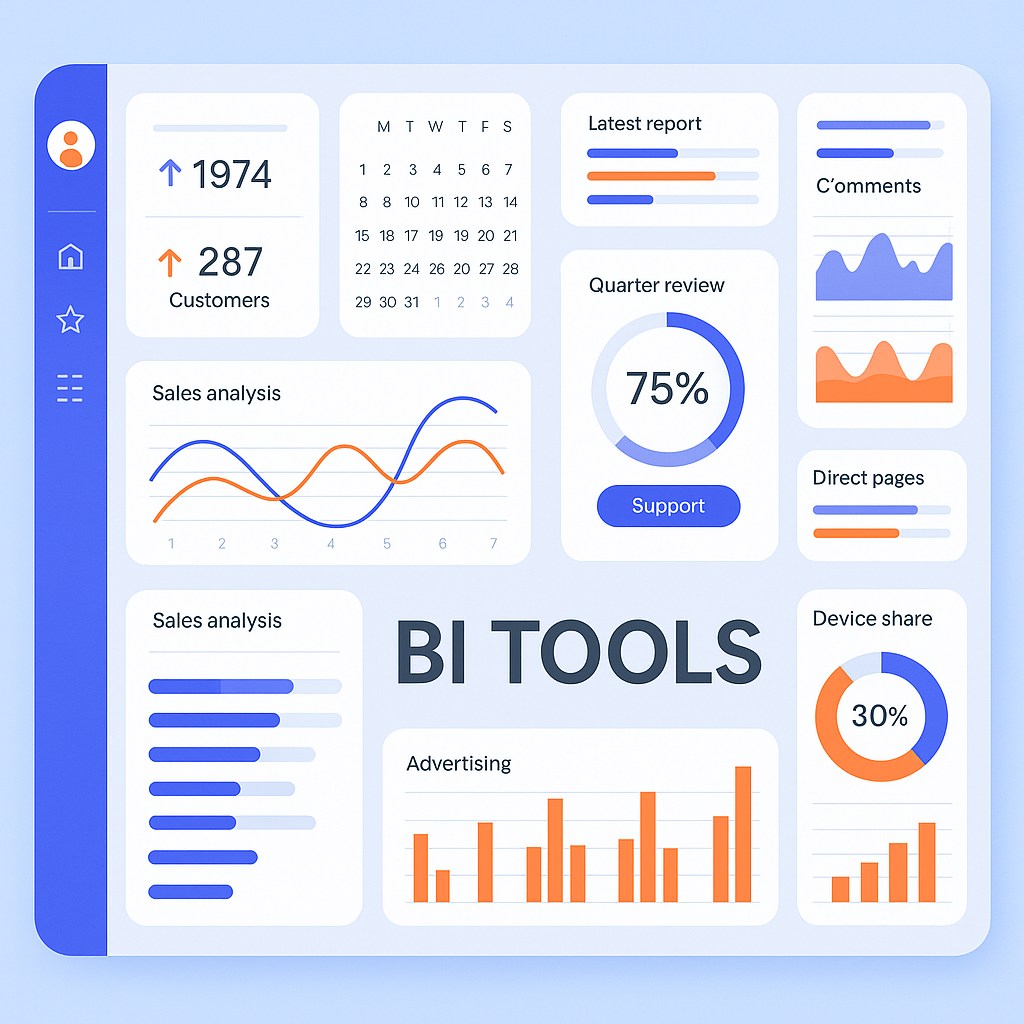 1974
287
Customers
M T W T F S
1 2 3 4 5 6 7
8 8 10 11 12 13 14
15 18 17 19 19 20 21
22 23 24 26 20 27 28
29 30 31 1 2 3 4
Latest report
C'omments
Quarter review
75%
Support
Sales analysis
1 2 3 4 5 6 7
Direct pages
Sales analysis
BI TOOLS
Device share
30%
Advertising